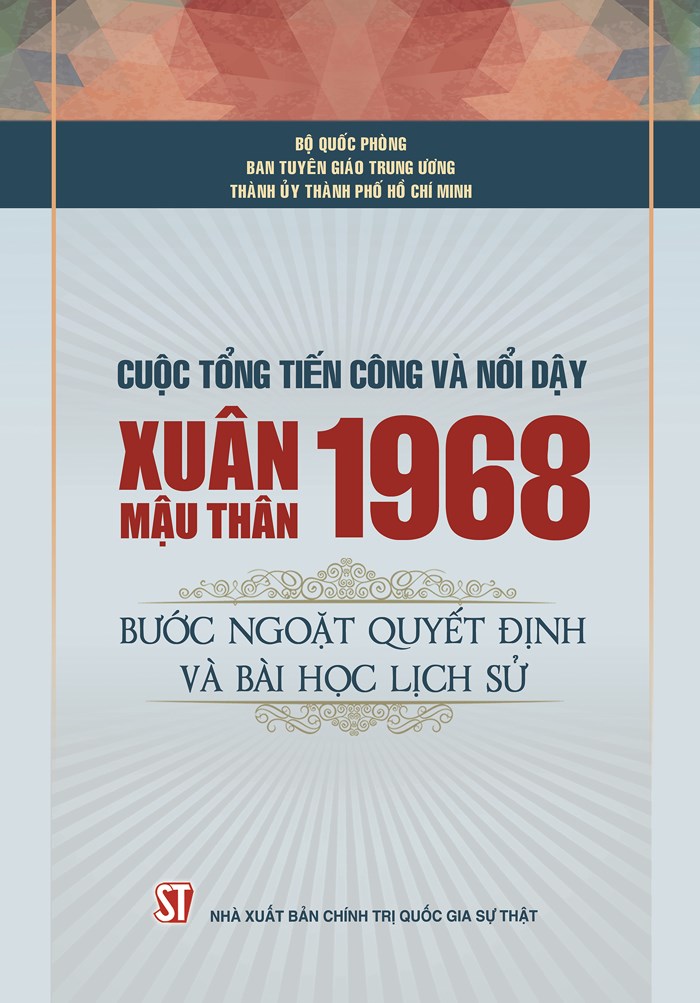 BỘ QUỐC PHÒNG
BAN TUYÊN GIÁO TRUNG ƯƠNG
THÀNH ỦY THÀNH PHỐ HỒ CHÍ MINH
CUỘC TỔNG TIẾN CÔNG VÀ NỔI DẬY
XUÂN
MẬU THÂN
1968
BƯỚC NGOẶT QUYẾT ĐỊNH
VÀ BÀI HỌC LỊCH SỬ
ST
NHÀ XUẤT BẢN CHÍNH TRỊ QUỐC GIA SỰ THẬT